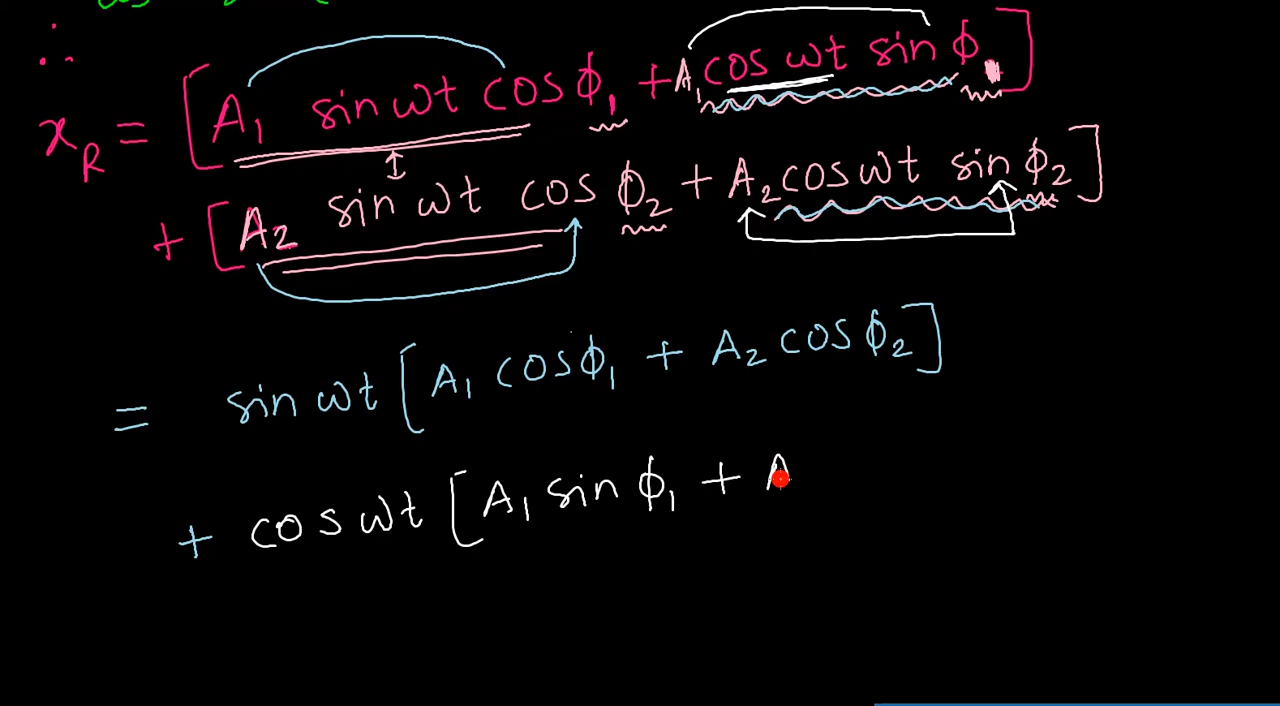 ∴
x_R = [A₁ sin ωt cos ϕ₁ + A₁ cos ωt sin ϕ₁]
+ [A₂ sin ωt cos ϕ₂ + A₂ cos ωt sin ϕ₂]
= sin ωt [A₁ cos ϕ₁ + A₂ cos ϕ₂]
+ cos ωt [A₁ sin ϕ₁ + A